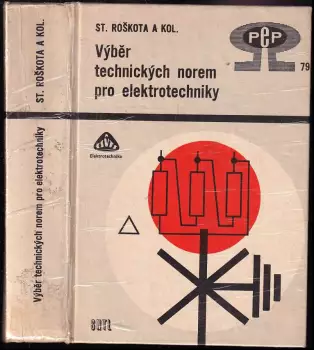 ST. ROŠKOTA A KOL.
Výběr technických norem pro elektrotechniky
ST. ROŠKOTA A KOL.
Výběr
technických norem
pro elektrotechniky
PEP
79
Elektrotechnika
SNTL